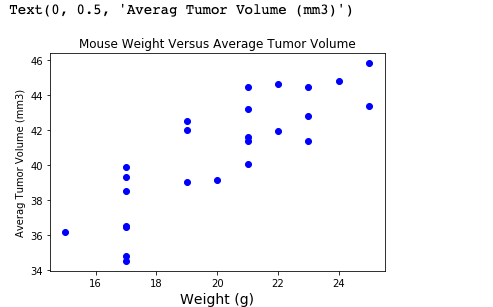 Text(0, 0.5, 'Averag Tumor Volume (mm3)')
Mouse Weight Versus Average Tumor Volume
46
44
42
40
38
36
34
Averag Tumor Volume (mm3)
16 18 20 22 24
Weight (g)